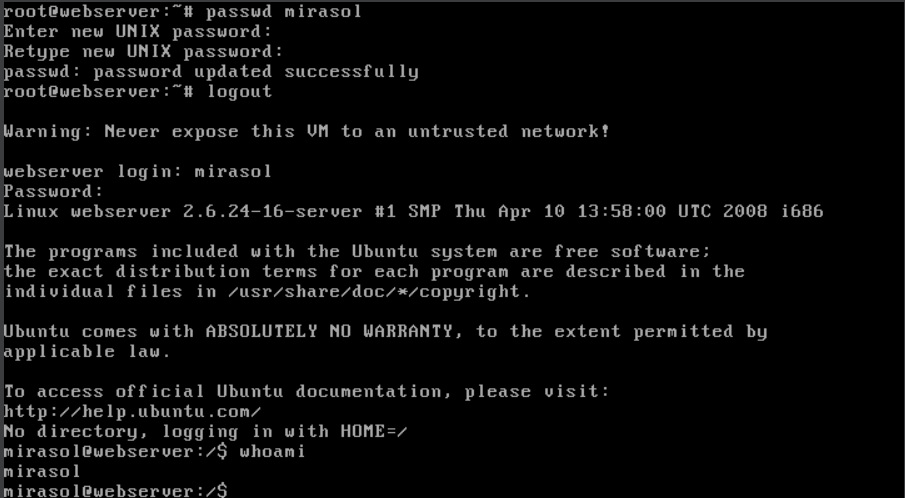 root@webserver:~# passwd mirasol
Enter new UNIX password:
Retype new UNIX password:
passwd: password updated successfully
root@webserver:~# logout
Warning: Never expose this VM to an untrusted network!
webserver login: mirasol
Password:
Linux webserver 2.6.24-16-server #1 SMP Thu Apr 10 13:58:00 UTC 2008 i686
The programs included with the Ubuntu system are free software;
the exact distribution terms for each program are described in the
individual files in /usr/share/doc/*/copyright.
Ubuntu comes with ABSOLUTELY NO WARRANTY, to the extent permitted by
applicable law.
To access official Ubuntu documentation, please visit:
http://help.ubuntu.com/
No directory, logging in with HOME=/
mirasol@webserver:/$ whoami
mirasol
mirasol@webserver:/$